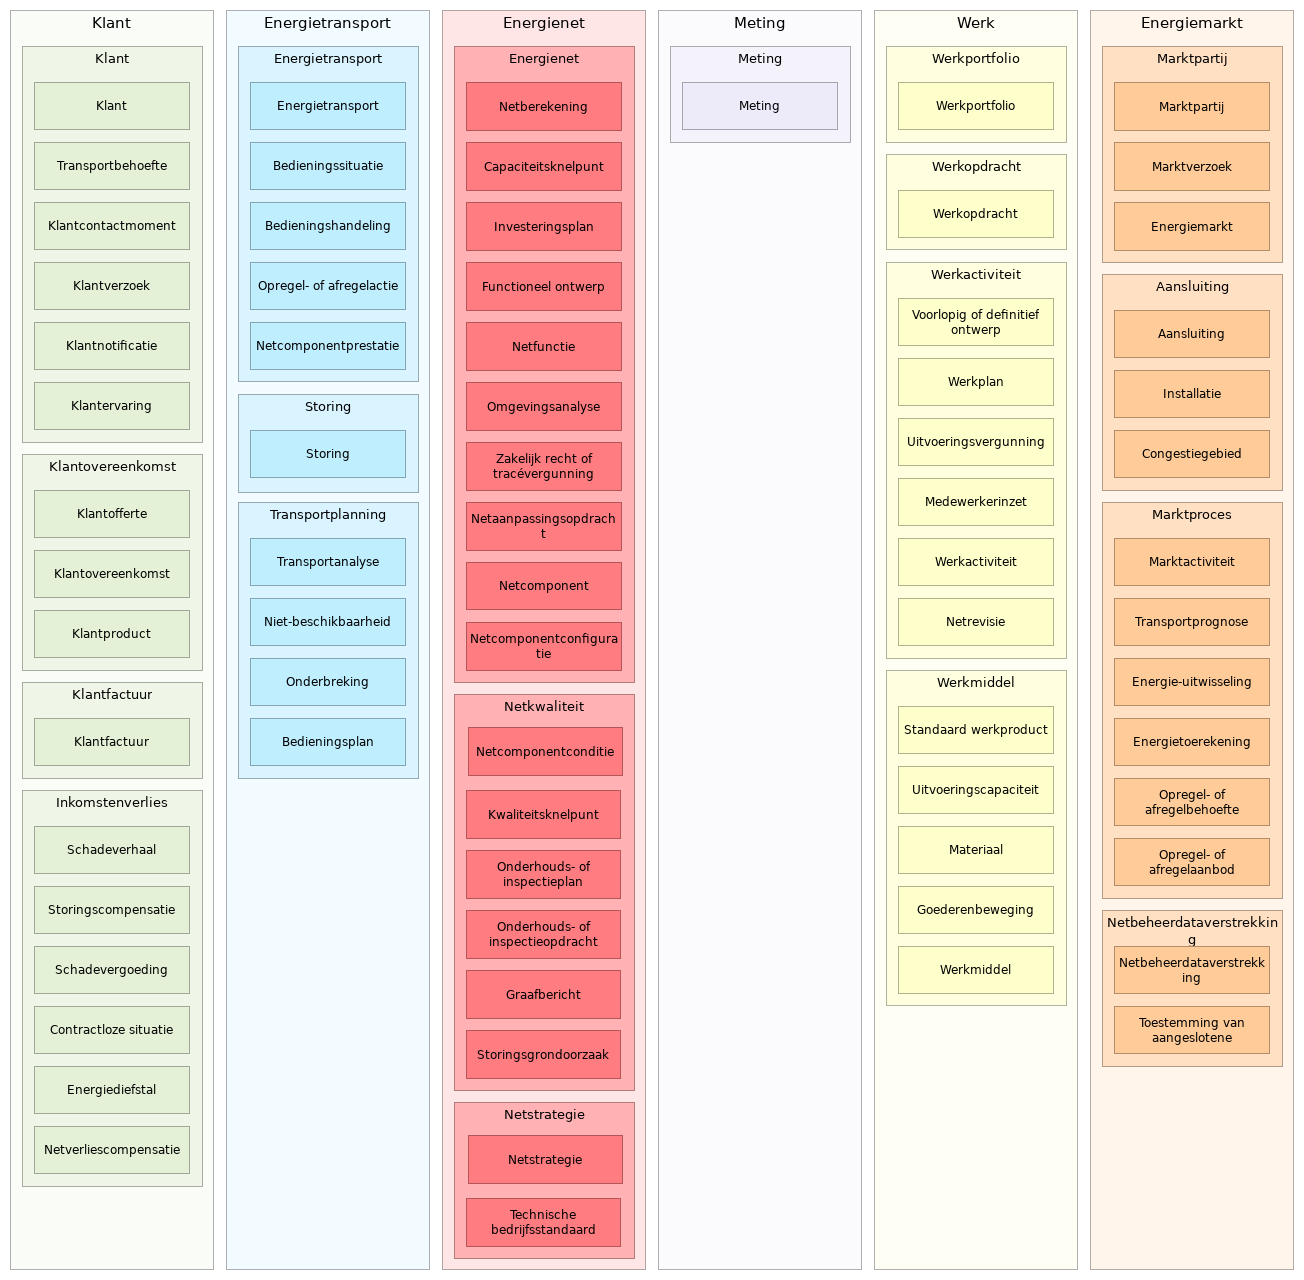 Klant
Klant
Klant
Transportbehoefte
Klantcontactmoment
Klantverzoek
Klantnotificatie
Klantervaring
Klantovereenkomst
Klantofferte
Klantovereenkomst
Klantproduct
Klantfactuur
Klantfactuur
Inkomstenverlies
Schadeverhaal
Storingscompensatie
Schadevergoeding
Contractloze situatie
Energiediefstal
Netverliescompensatie
Energietransport
Energietransport
Energietransport
Bedieningssituatie
Bedieningshandeling
Opregel- of afregelactie
Netcomponentprestatie
Storing
Storing
Transportplanning
Transportanalyse
Niet-beschikbaarheid
Onderbreking
Bedieningsplan
Energienet
Energienet
Netberekening
Capaciteitsknelpunt
Investeringsplan
Functioneel ontwerp
Netfunctie
Omgevingsanalyse
Zakelijk recht of
tracévergunning
Netaanpassingsopdrach
t
Netcomponent
Netcomponentconfigura
tie
Netkwaliteit
Netcomponentconditie
Kwaliteitsknelpunt
Onderhouds- of
inspectieplan
Onderhouds- of
inspectieopdracht
Graafbericht
Storingsgrondoorzaak
Netstrategie
Netstrategie
Technische
bedrijfsstandaard
Meting
Meting
Meting
Werk
Werkportfolio
Werkportfolio
Werkopdracht
Werkopdracht
Werkactiviteit
Voorlopig of definitief
ontwerp
Werkplan
Uitvoeringsvergunning
Medewerkerinzet
Werkactiviteit
Netrevisie
Werkmiddel
Standaard werkproduct
Uitvoeringscapaciteit
Materiaal
Goederenbeweging
Werkmiddel
Energiemarkt
Marktpartij
Marktpartij
Marktverzoek
Energiemarkt
Aansluiting
Aansluiting
Installatie
Congestiegebied
Marktproces
Marktactiviteit
Transportprognose
Energie-uitwisseling
Energietoerekening
Opregel- of
afregelbehoefte
Opregel- of
afregelaanbod
Netbeheerdataverstrekkin
g
Netbeheerdataverstrekk
ing
Toestemming van
aangeslotene